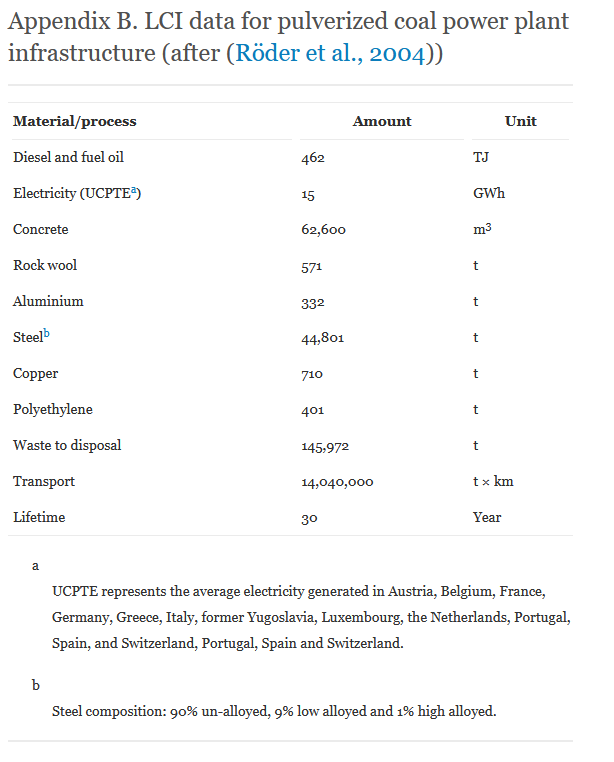 Appendix B. LCI data for pulverized coal power plant
infrastructure (after (Röder et al., 2004))
Material/process Amount Unit
Diesel and fuel oil 462 TJ
Electricity (UCPTEa) 15 GWh
Concrete 62,600 m3
Rock wool 571 t
Aluminium 332 t
Steelb 44,801 t
Copper 710 t
Polyethylene 401 t
Waste to disposal 145,972 t
Transport 14,040,000 t × km
Lifetime 30 Year
a
UCPTE represents the average electricity generated in Austria, Belgium, France,
Germany, Greece, Italy, former Yugoslavia, Luxembourg, the Netherlands, Portugal,
Spain, and Switzerland, Portugal, Spain and Switzerland.
b
Steel composition: 90% un-alloyed, 9% low alloyed and 1% high alloyed.